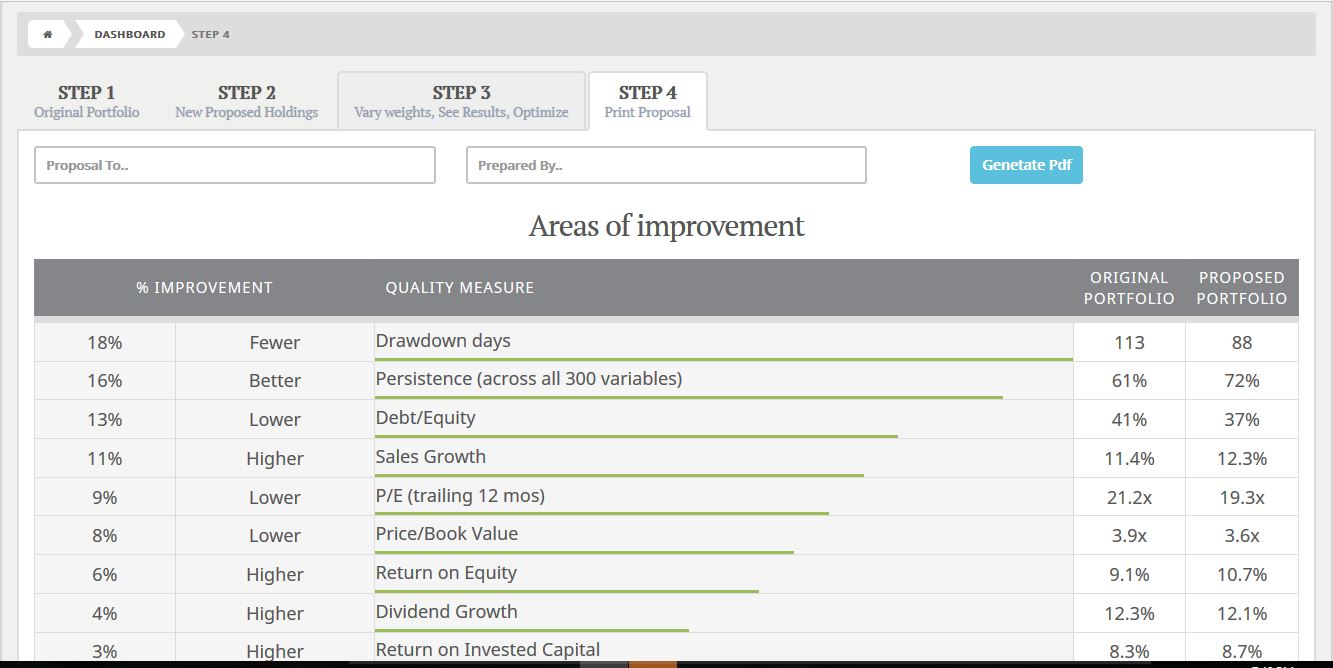 DASHBOARD STEP 4
STEP 1 STEP 2 STEP 3 STEP 4
Original Portfolio New Proposed Holdings Vary weights, See Results, Optimize Print Proposal
Proposal To.. Prepared By.. Genetate Pdf
Areas of improvement
% IMPROVEMENT QUALITY MEASURE ORIGINAL PORTFOLIO PROPOSED PORTFOLIO
18% Fewer Drawdown days 113 88
16% Better Persistence (across all 300 variables) 61% 72%
13% Lower Debt/Equity 41% 37%
11% Higher Sales Growth 11.4% 12.3%
9% Lower P/E (trailing 12 mos) 21.2x 19.3x
8% Lower Price/Book Value 3.9x 3.6x
6% Higher Return on Equity 9.1% 10.7%
4% Higher Dividend Growth 12.3% 12.1%
3% Higher Return on Invested Capital 8.3% 8.7%